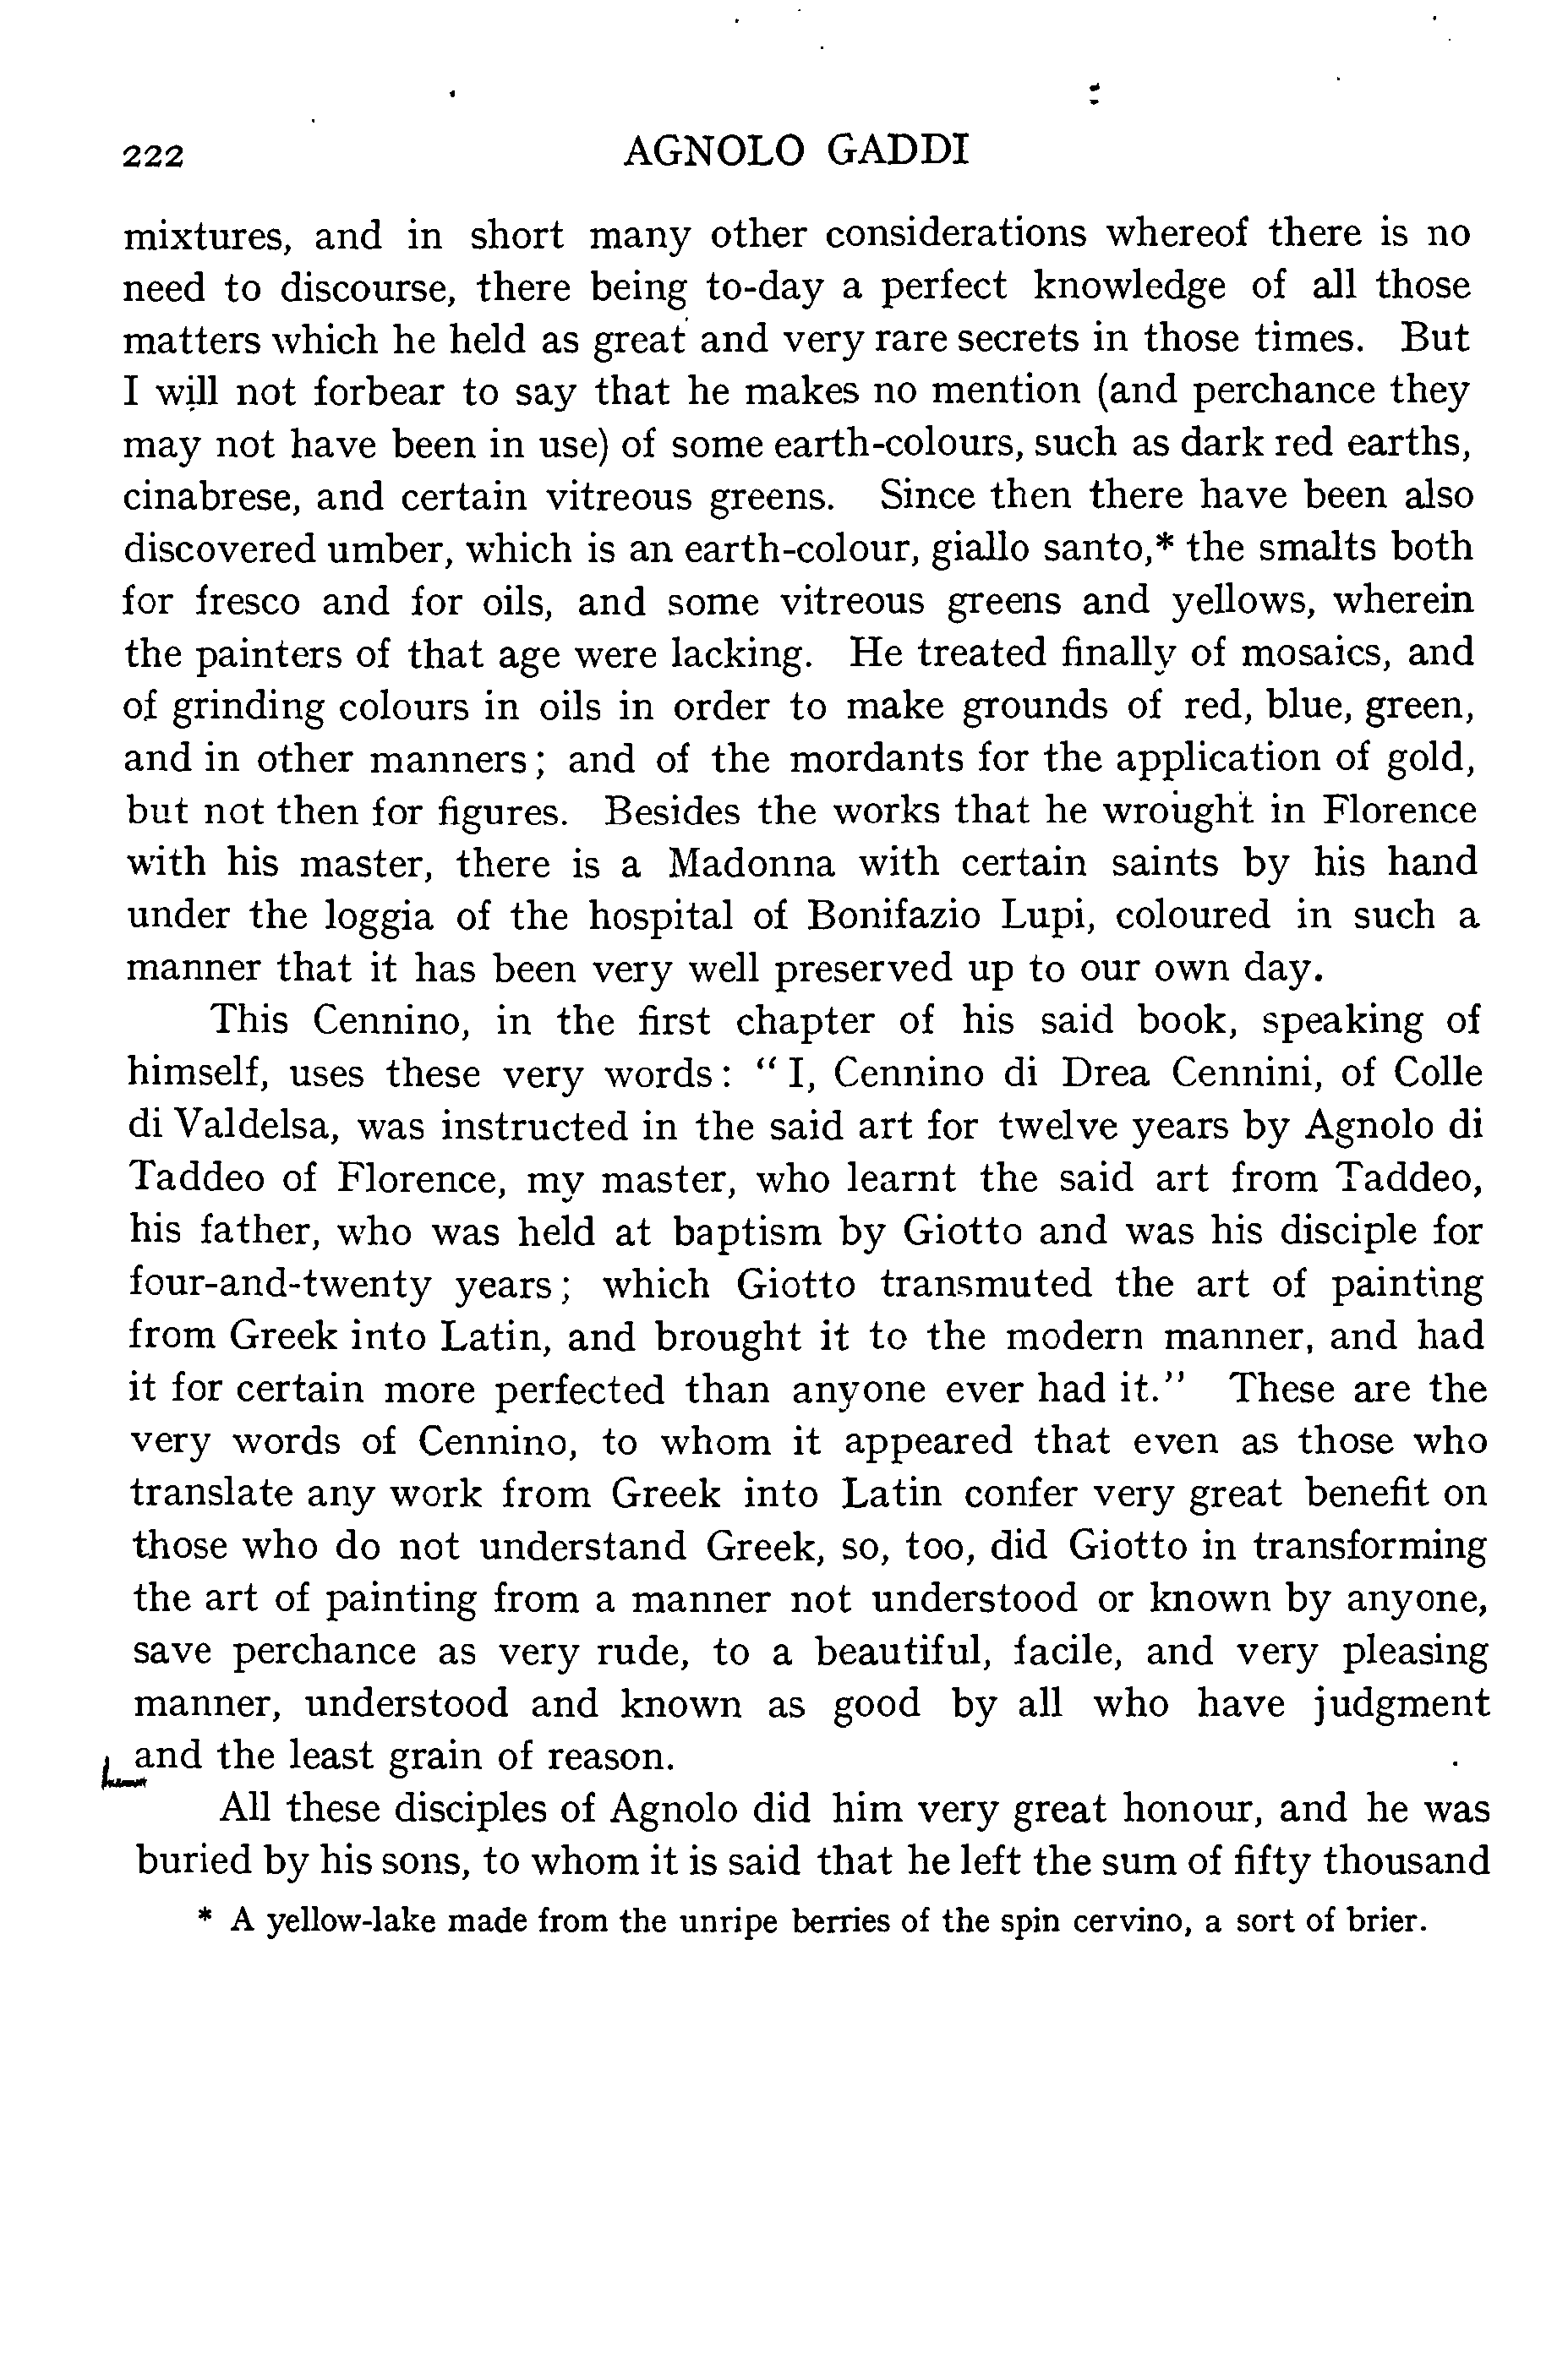 222 AGNOLO GADDI
mixtures, and in short many other considerations whereof there is no
need to discourse, there being to-day a perfect knowledge of all those
matters which he held as great and very rare secrets in those times. But
I will not forbear to say that he makes no mention (and perchance they
may not have been in use) of some earth-colours, such as dark red earths,
cinabrese, and certain vitreous greens. Since then there have been also
discovered umber, which is an earth-colour, giallo santo,* the smalts both
for fresco and for oils, and some vitreous greens and yellows, wherein
the painters of that age were lacking. He treated finally of mosaics, and
of grinding colours in oils in order to make grounds of red, blue, green,
and in other manners; and of the mordants for the application of gold,
but not then for figures. Besides the works that he wrought in Florence
with his master, there is a Madonna with certain saints by his hand
under the loggia of the hospital of Bonifazio Lupi, coloured in such a
manner that it has been very well preserved up to our own day.
This Cennino, in the first chapter of his said book, speaking of
himself, uses these very words: “I, Cennino di Drea Cennini, of Colle
di Valdelsa, was instructed in the said art for twelve years by Agnolo di
Taddeo of Florence, my master, who learnt the said art from Taddeo,
his father, who was held at baptism by Giotto and was his disciple for
four-and-twenty years; which Giotto transmuted the art of painting
from Greek into Latin, and brought it to the modern manner, and had
it for certain more perfected than anyone ever had it.” These are the
very words of Cennino, to whom it appeared that even as those who
translate any work from Greek into Latin confer very great benefit on
those who do not understand Greek, so, too, did Giotto in transforming
the art of painting from a manner not understood or known by anyone,
save perchance as very rude, to a beautiful, facile, and very pleasing
manner, understood and known as good by all who have judgment
and the least grain of reason.
All these disciples of Agnolo did him very great honour, and he was
buried by his sons, to whom it is said that he left the sum of fifty thousand
* A yellow-lake made from the unripe berries of the spin cervino, a sort of brier.